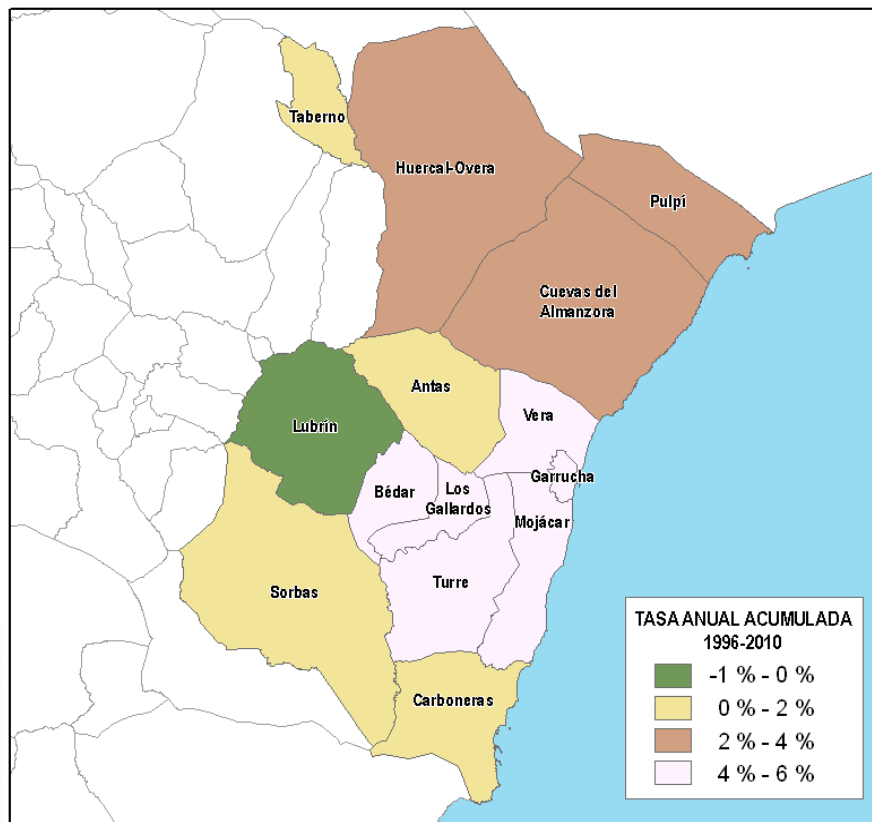 Taberno
Huercal-Overa
Pulpí
Cuevas del
Almanzora
Antas
Vera
Lubrín
Garrucha
Bédar
Los
Gallardos
Mojácar
Turre
Sorbas
Carboneras
TASA ANUAL ACUMULADA
1996-2010
-1 % - 0 %
0 % - 2 %
2 % - 4 %
4 % - 6 %